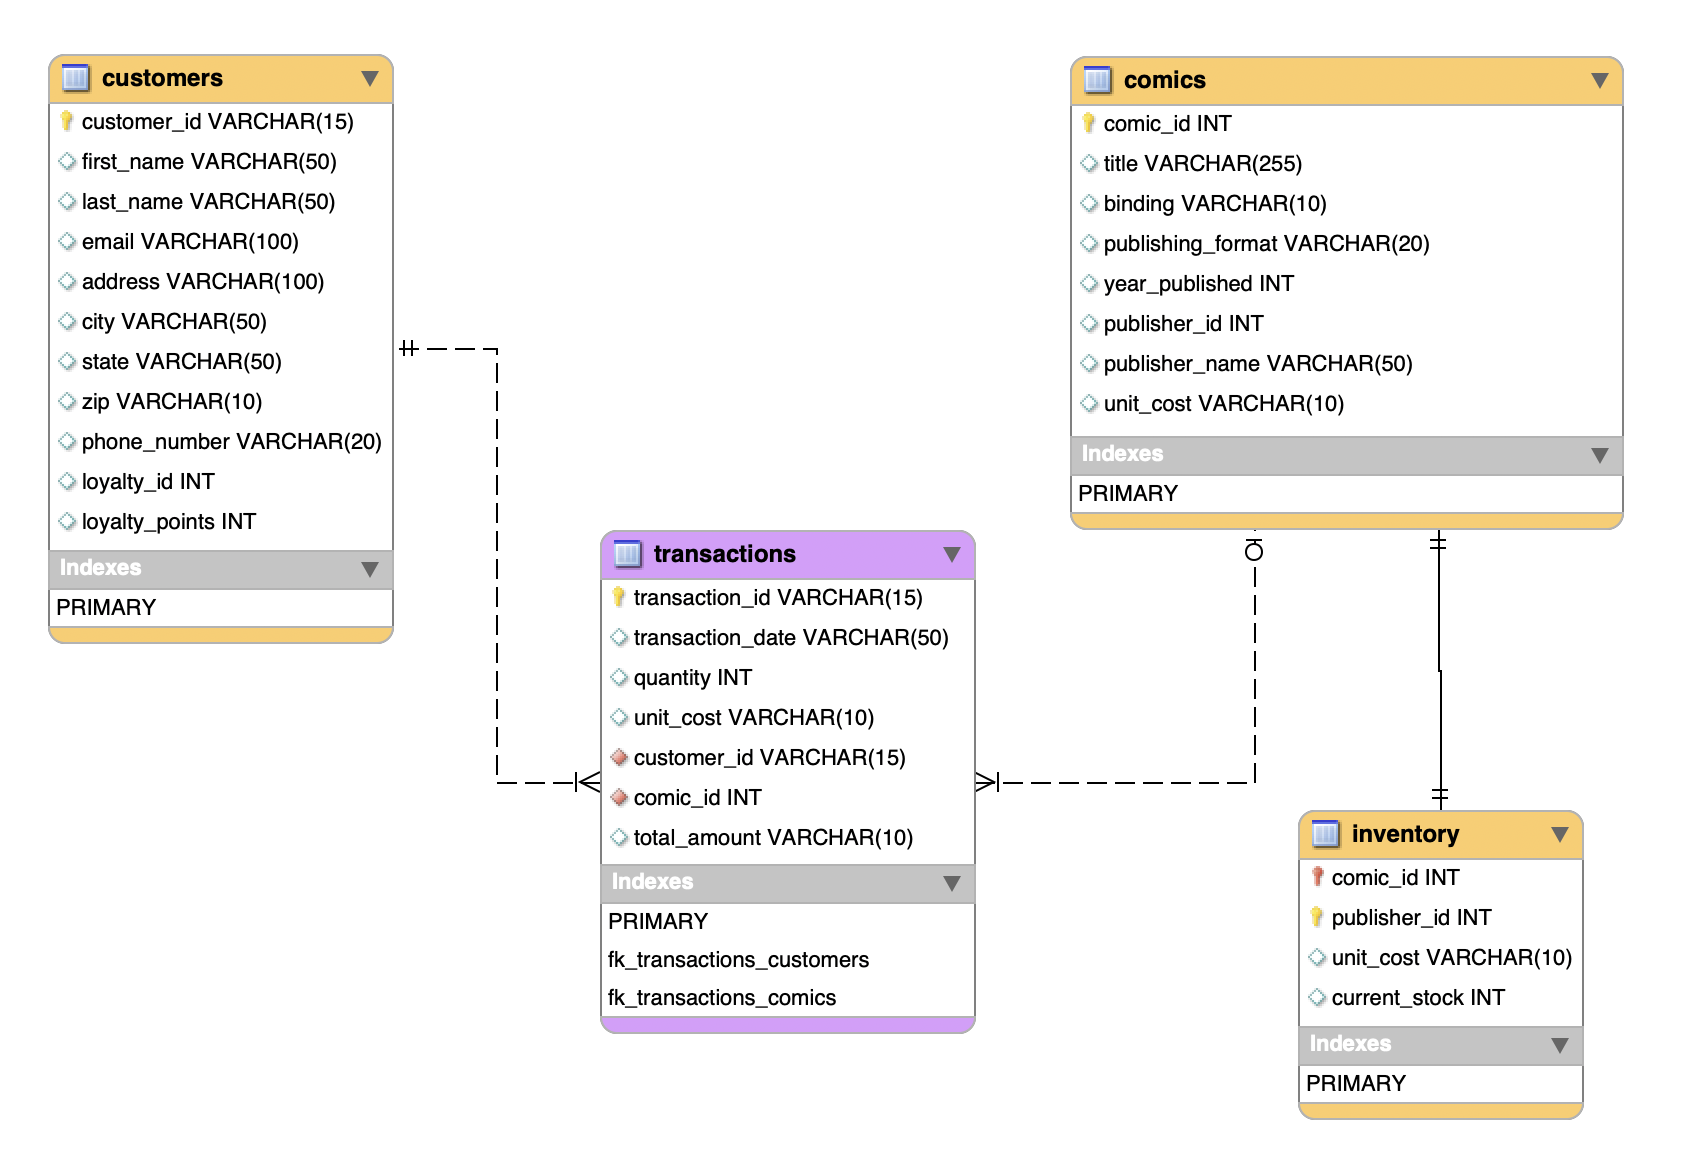 customers
customer_id VARCHAR(15)
first_name VARCHAR(50)
last_name VARCHAR(50)
email VARCHAR(100)
address VARCHAR(100)
city VARCHAR(50)
state VARCHAR(50)
zip VARCHAR(10)
phone_number VARCHAR(20)
loyalty_id INT
loyalty_points INT
Indexes
PRIMARY
transactions
transaction_id VARCHAR(15)
transaction_date VARCHAR(50)
quantity INT
unit_cost VARCHAR(10)
customer_id VARCHAR(15)
comic_id INT
total_amount VARCHAR(10)
Indexes
PRIMARY
fk_transactions_customers
fk_transactions_comics
comics
comic_id INT
title VARCHAR(255)
binding VARCHAR(10)
publishing_format VARCHAR(20)
year_published INT
publisher_id INT
publisher_name VARCHAR(50)
unit_cost VARCHAR(10)
Indexes
PRIMARY
inventory
comic_id INT
publisher_id INT
unit_cost VARCHAR(10)
current_stock INT
Indexes
PRIMARY